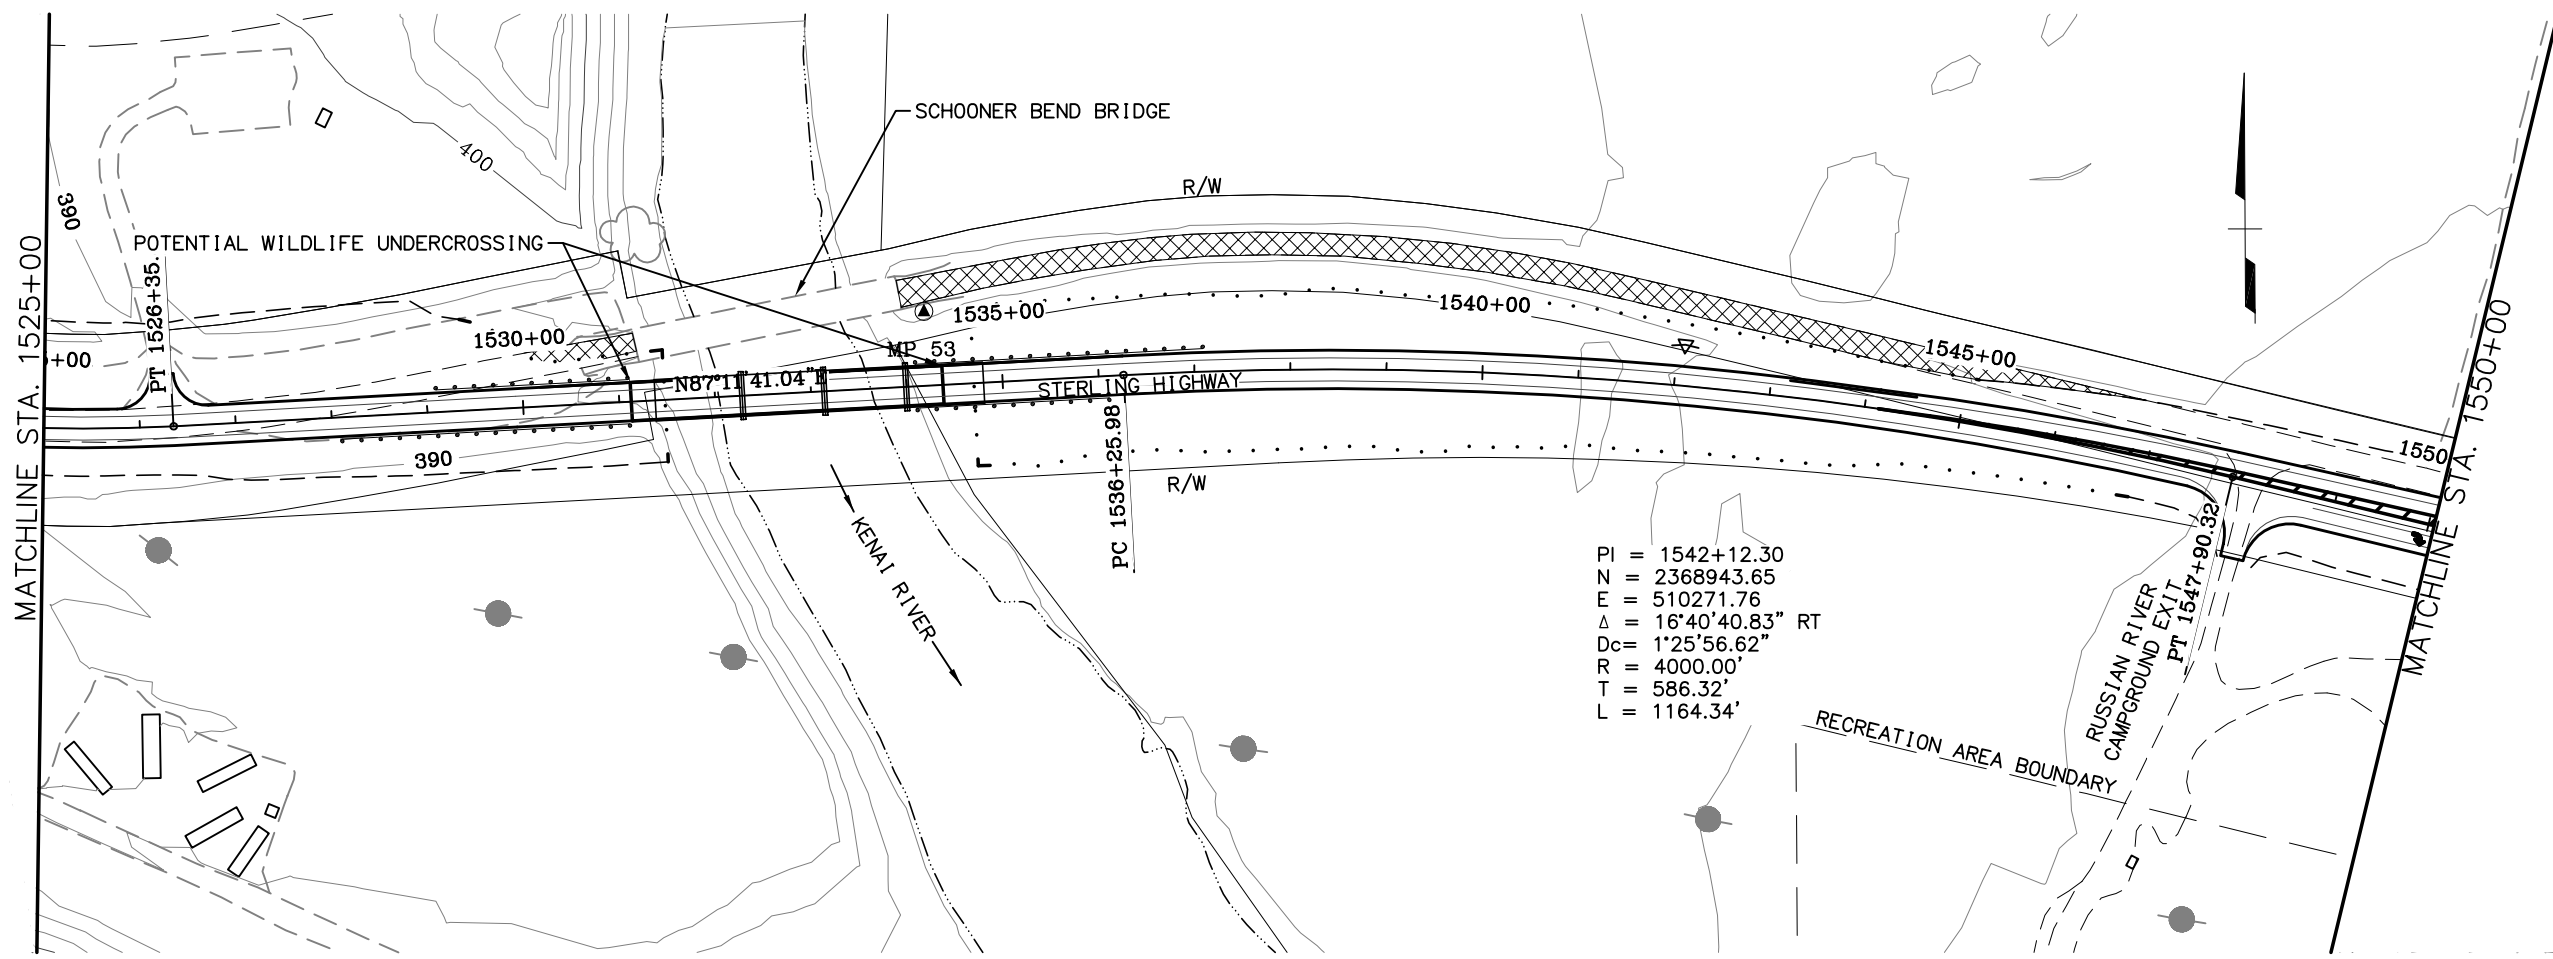 SCHOONER BEND BRIDGE
400
R/W
390
POTENTIAL WILDLIFE UNDERCROSSING
MATCHLINE STA. 1525+00
PT 1526+35.
1530+00
1535+00
1540+00
1545+00
1550
MATCHLINE STA. 1550+00
+00
MP 53
N87°11'41.04"E
STERLING HIGHWAY
390
R/W
PC 1536+25.98
KENAI RIVER
PI = 1542+12.30
N = 2368943.65
E = 510271.76
Δ = 16°40'40.83" RT
Dc= 1°25'56.62"
R = 4000.00'
T = 586.32'
L = 1164.34'
PT 1547+90.32
RUSSIAN RIVER
CAMPGROUND EXIT
RECREATION AREA BOUNDARY